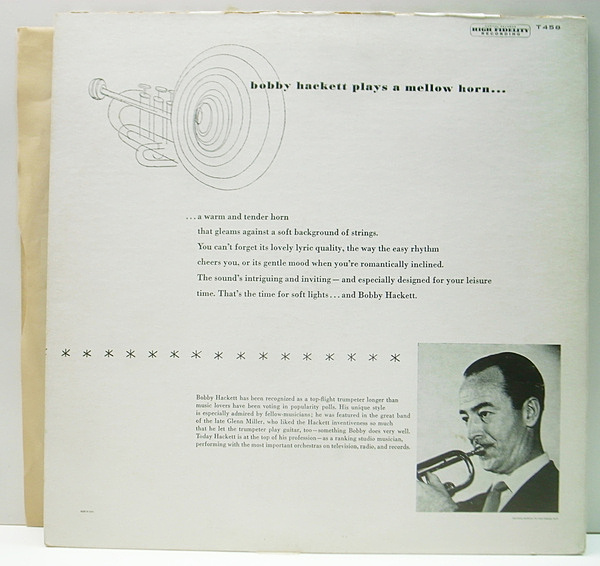 HIGH FIDELITY
RECORDING
T458
bobby hackett plays a mellow horn...
...a warm and tender horn
that gleams against a soft background of strings.
You can't forget its lovely lyric quality, the way the easy rhythm
cheers you, or its gentle mood when you're romantically inclined.
The sound's intriguing and inviting — and especially designed for your leisure
time. That's the time for soft lights...and Bobby Hackett.
Bobby Hackett has been recognized as a top-flight trumpeter longer than
music lovers have been voting in popularity polls. His unique style
is especially admired by fellow-musicians; he was featured in the great band
of the late Glenn Miller, who liked the Hackett inventiveness so much
that he let the trumpeter play guitar, too—something Bobby does very well.
Today Hackett is at the top of his profession—as a ranking studio musician,
performing with the most important orchestras on television, radio, and records.